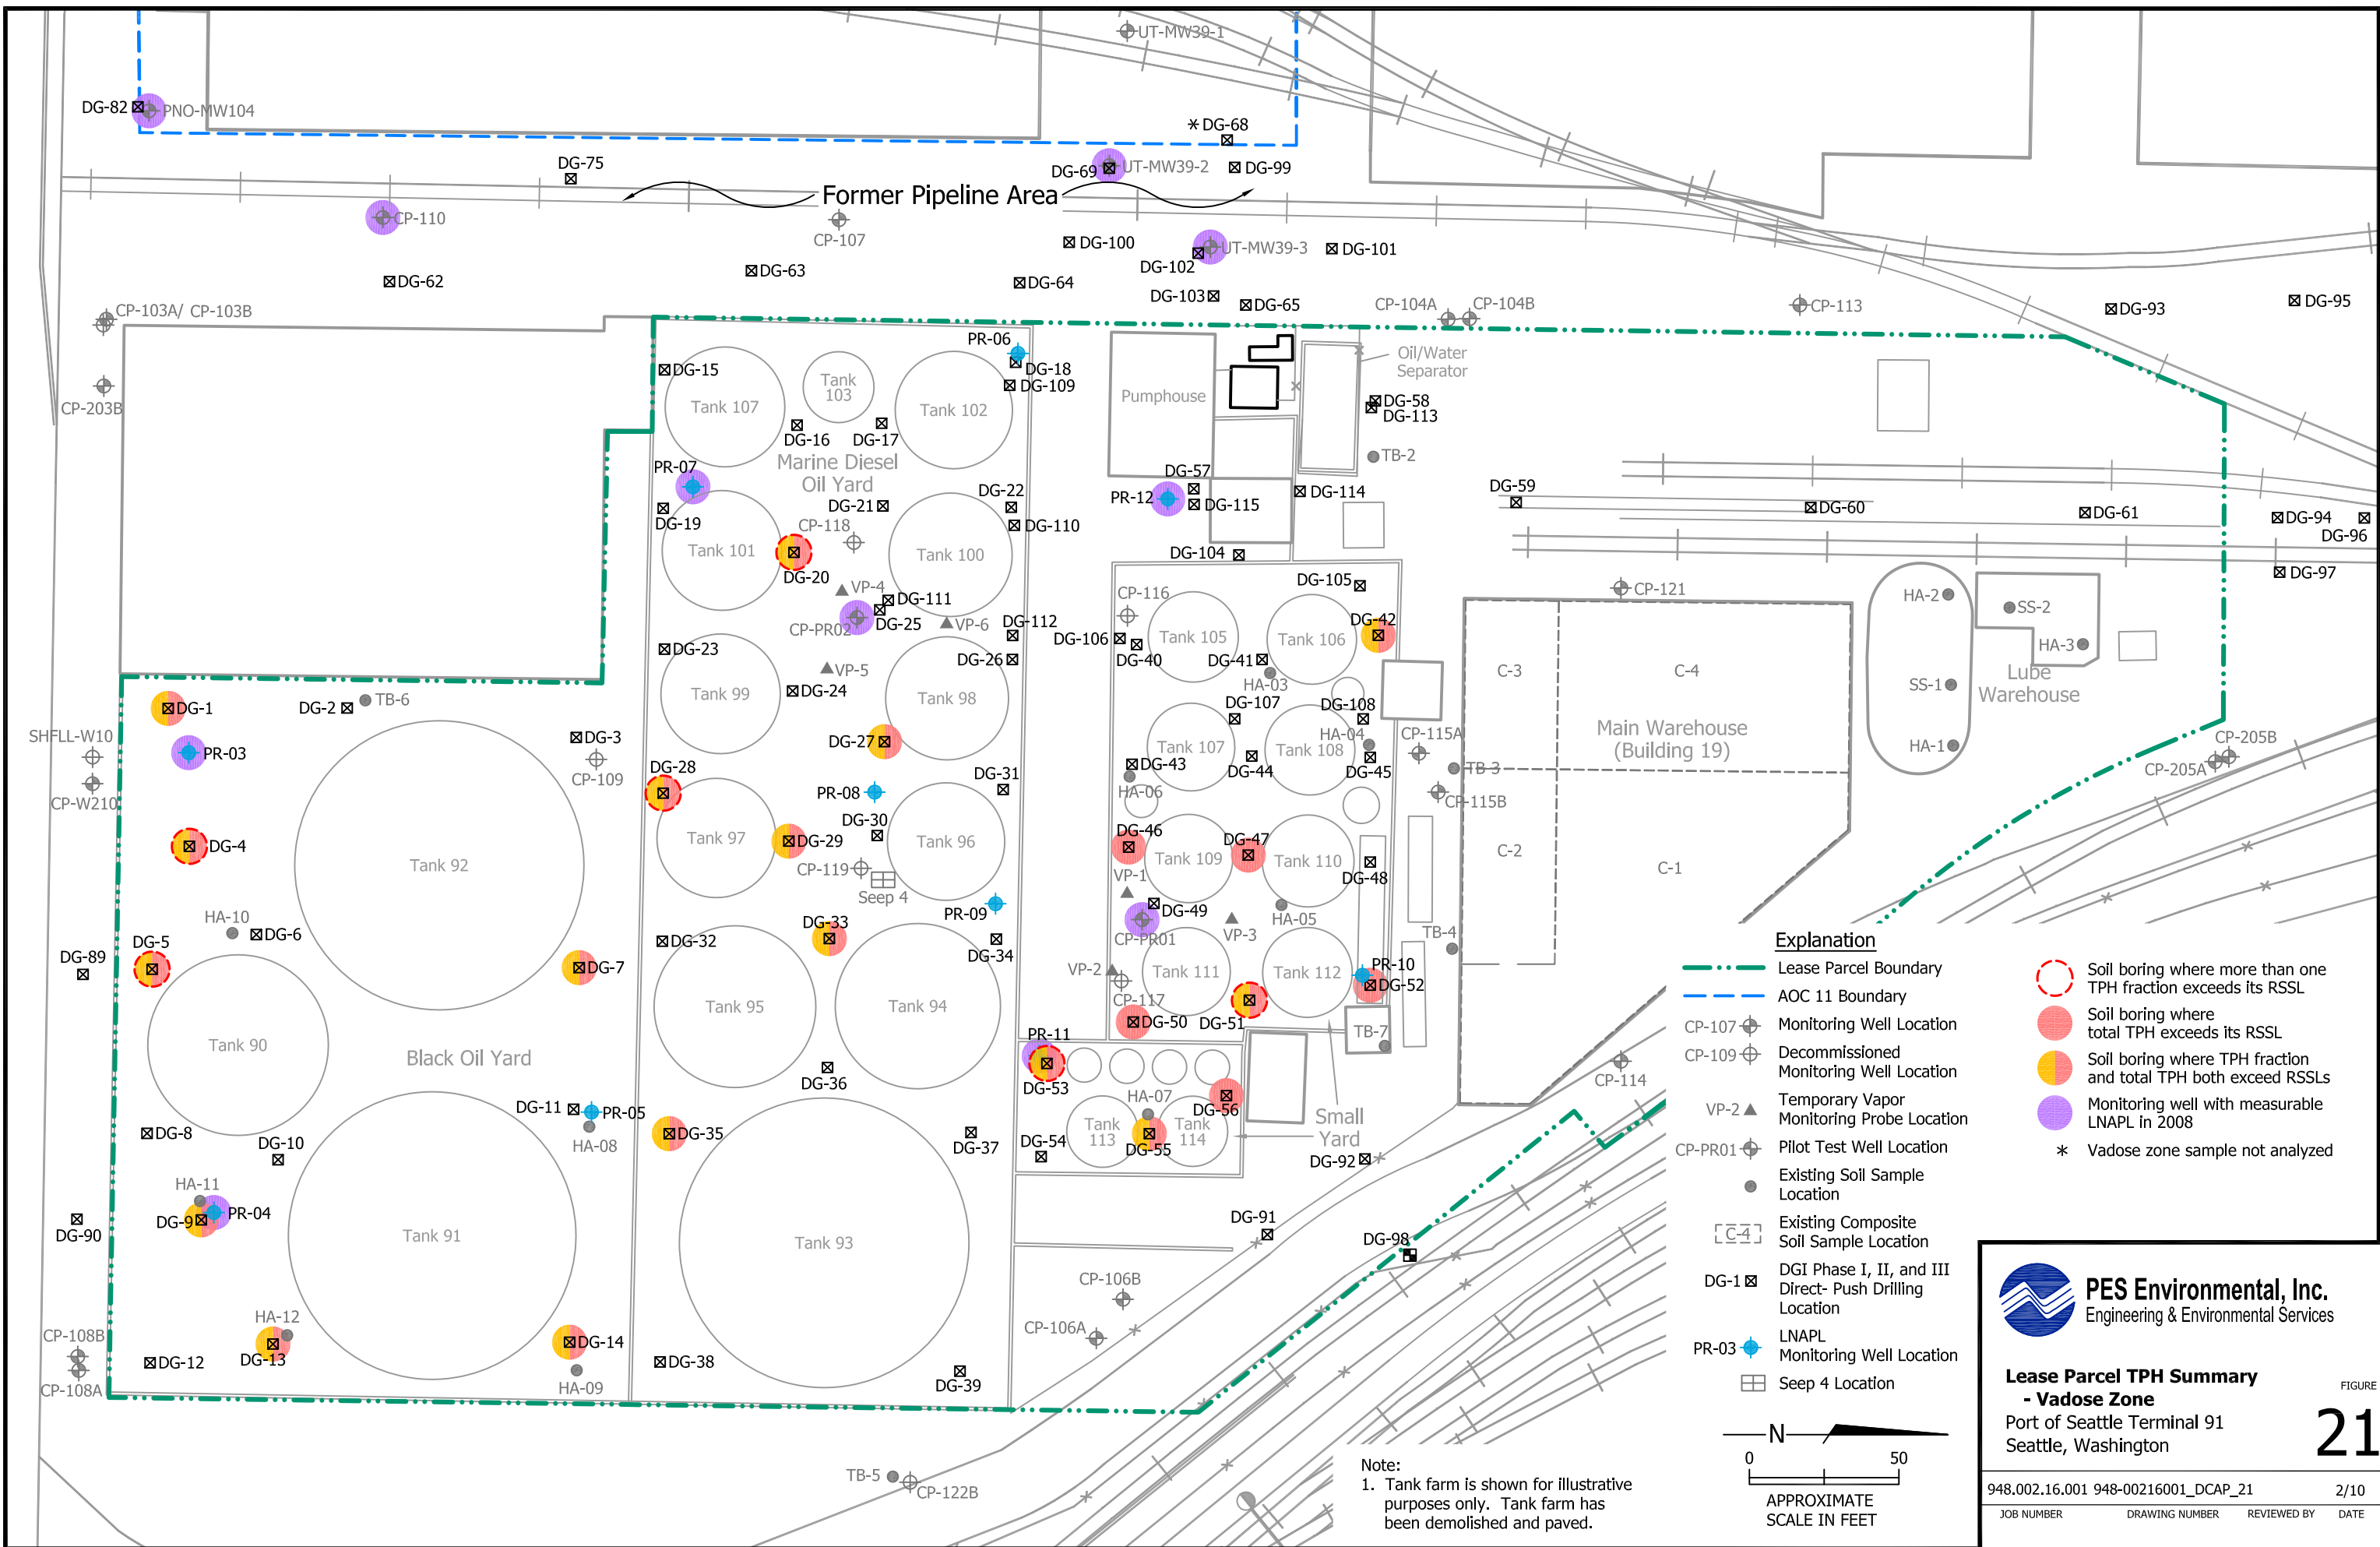 UT-MW39-1
DG-82
PNO-MW104
* DG-68
DG-75
DG-69
UT-MW39-2
DG-99
Former Pipeline Area
CP-110
CP-107
DG-100
UT-MW39-3
DG-101
DG-102
DG-62
DG-63
DG-64
DG-103
DG-65
CP-104A
CP-104B
CP-113
DG-93
DG-95
CP-103A/ CP-103B
CP-203B
PR-06
DG-18
DG-109
DG-15
Tank 107
Tank
103
Tank 102
DG-16
DG-17
Marine Diesel
Oil Yard
Pumphouse
Oil/Water
Separator
DG-58
DG-113
TB-2
PR-07
DG-19
Tank 101
DG-21
CP-118
DG-22
DG-110
Tank 100
DG-20
DG-57
PR-12
DG-115
DG-114
DG-104
DG-59
DG-60
DG-61
DG-94
DG-96
DG-97
VP-4
DG-111
CP-PR02
DG-25
VP-6
DG-112
DG-26
DG-23
VP-5
Tank 99
DG-24
Tank 98
DG-27
CP-116
DG-105
DG-106
DG-40
Tank 105
Tank 106
DG-42
DG-41
HA-03
DG-107
DG-108
CP-121
HA-2
SS-2
HA-3
SS-1
Lube
Warehouse
HA-1
C-3
C-4
Main Warehouse
(Building 19)
C-2
C-1
CP-205B
CP-205A
DG-1
DG-2
TB-6
PR-03
DG-3
CP-109
SHFLL-W10
CP-W210
DG-4
Tank 92
DG-28
PR-08
DG-31
Tank 97
DG-29
DG-30
Tank 96
CP-119
Seep 4
PR-09
Tank 107
Tank 108
HA-04
CP-115A
DG-43
HA-06
DG-44
DG-45
TB-3
CP-115B
DG-46
DG-47
Tank 109
Tank 110
DG-48
VP-1
DG-49
CP-PR01
VP-3
HA-05
TB-4
HA-10
DG-6
DG-5
DG-89
DG-7
DG-33
DG-32
DG-34
Tank 95
Tank 94
VP-2
CP-117
Tank 111
Tank 112
PR-10
DG-52
DG-50
DG-51
TB-7
Tank 90
Black Oil Yard
PR-11
DG-53
DG-36
HA-07
DG-56
Tank
113
Tank
114
DG-55
DG-54
Small
Yard
DG-92
CP-114
DG-11
PR-05
HA-08
DG-35
DG-37
DG-8
DG-10
HA-11
DG-9
PR-04
DG-90
Tank 91
Tank 93
DG-91
DG-98
HA-12
DG-13
DG-14
HA-09
DG-12
CP-108B
CP-108A
DG-38
DG-39
CP-106B
CP-106A
TB-5
CP-122B
Explanation
Lease Parcel Boundary
AOC 11 Boundary
CP-107 Monitoring Well Location
CP-109 Decommissioned
Monitoring Well Location
VP-2 Temporary Vapor
Monitoring Probe Location
CP-PR01 Pilot Test Well Location
Existing Soil Sample
Location
C-4 Existing Composite
Soil Sample Location
DG-1 DGI Phase I, II, and III
Direct- Push Drilling
Location
PR-03 LNAPL
Monitoring Well Location
Seep 4 Location
Soil boring where more than one
TPH fraction exceeds its RSSL
Soil boring where
total TPH exceeds its RSSL
Soil boring where TPH fraction
and total TPH both exceed RSSLs
Monitoring well with measurable
LNAPL in 2008
* Vadose zone sample not analyzed
N
0 50
APPROXIMATE
SCALE IN FEET
Note:
1. Tank farm is shown for illustrative
purposes only. Tank farm has
been demolished and paved.
PES Environmental, Inc.
Engineering & Environmental Services
Lease Parcel TPH Summary
- Vadose Zone
Port of Seattle Terminal 91
Seattle, Washington
FIGURE
21
948.002.16.001 948-00216001_DCAP_21 2/10
JOB NUMBER DRAWING NUMBER REVIEWED BY DATE